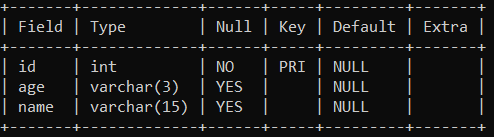 +-------+-------------+------+-----+---------+-------+
| Field | Type        | Null | Key | Default | Extra |
+-------+-------------+------+-----+---------+-------+
| id    | int         | NO   | PRI | NULL    |       |
| age   | varchar(3)  | YES  |     | NULL    |       |
| name  | varchar(15) | YES  |     | NULL    |       |
+-------+-------------+------+-----+---------+-------+